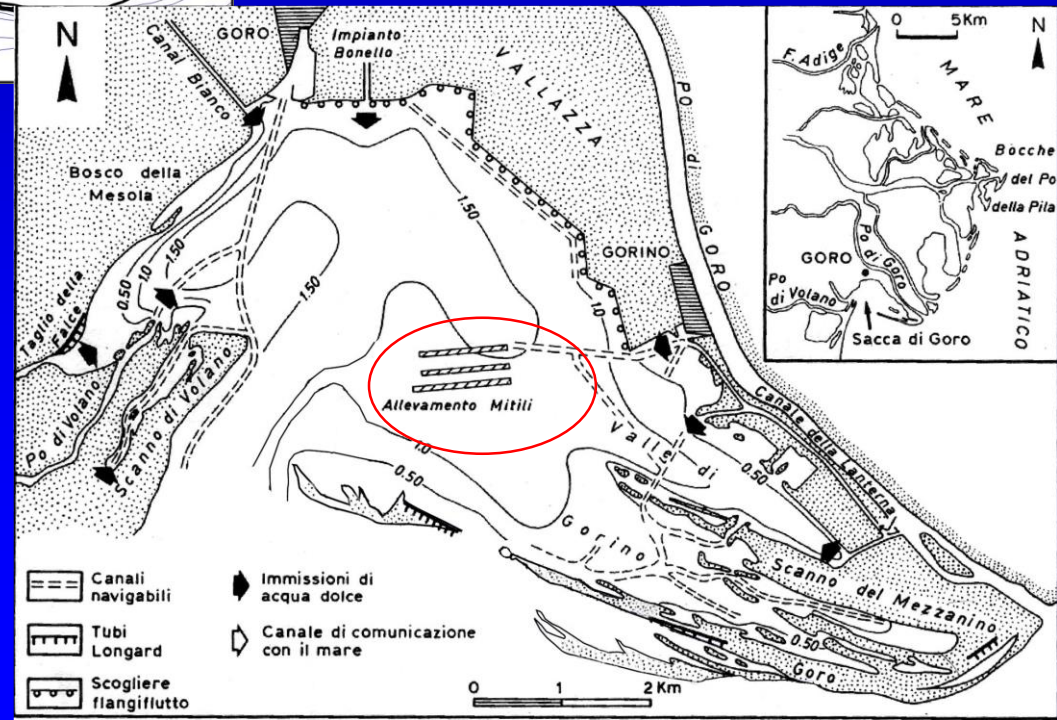 N
Canal Bianco
GORO
Impianto
Bonello
VALLAZZA
PO di GORO
Bosco della
Mesola
1.50
0.50
1.0
1.50
1.50
1.50
1.0
GORINO
Taglio della
Falce
Po di Volano
Scanno di Volano
Allevamento Mitili
1.0
0.50
Valle di
Gorino
0.50
Canale della Lanterna
Scanno del Mezzanino
0.50
Goro
0 5Km
N
F. Adige
MARE
ADRIATICO
Bocche
del Po
della Pila
GORO
Po di Goro
Po
di Volano
Sacca di Goro
Canali
navigabili
Tubi
Longard
Scogliere
flangiflutto
Immissioni di
acqua dolce
Canale di comunicazione
con il mare
0 1 2 Km